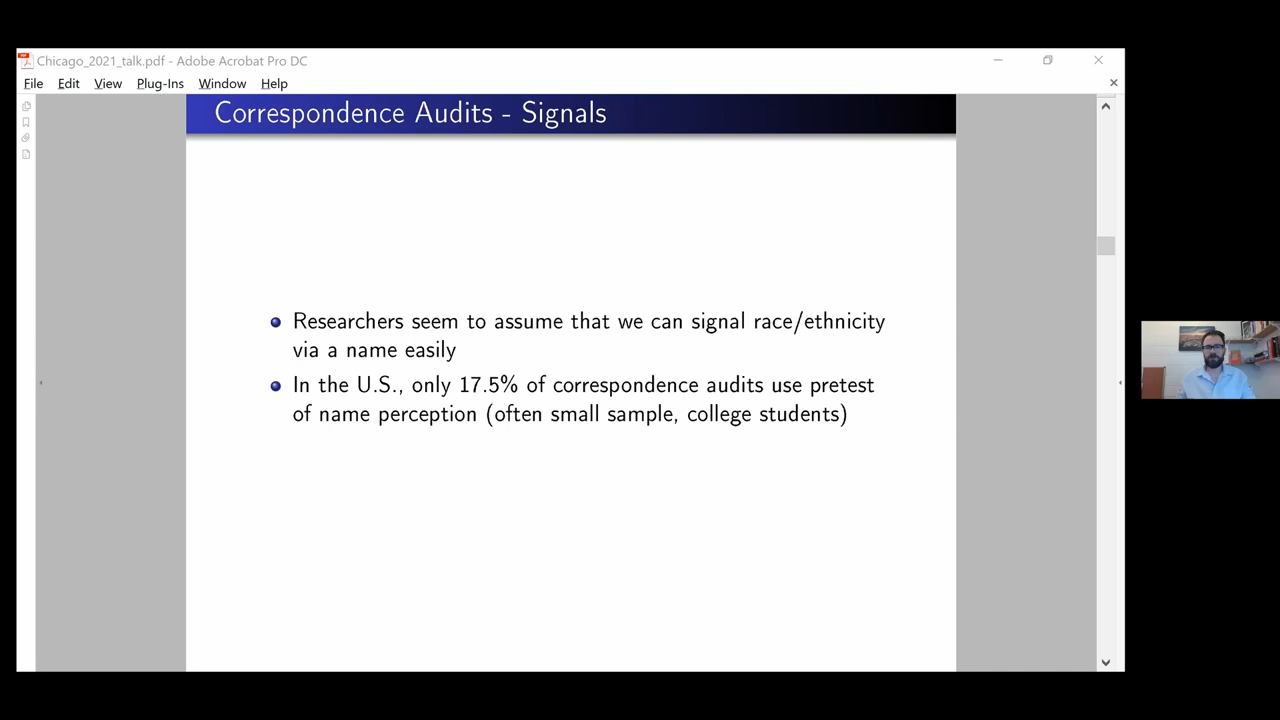 Chicago_2021_talk.pdf - Adobe Acrobat Pro DC
File Edit View Plug-Ins Window Help
Correspondence Audits - Signals
Researchers seem to assume that we can signal race/ethnicity
via a name easily
In the U.S., only 17.5% of correspondence audits use pretest
of name perception (often small sample, college students)